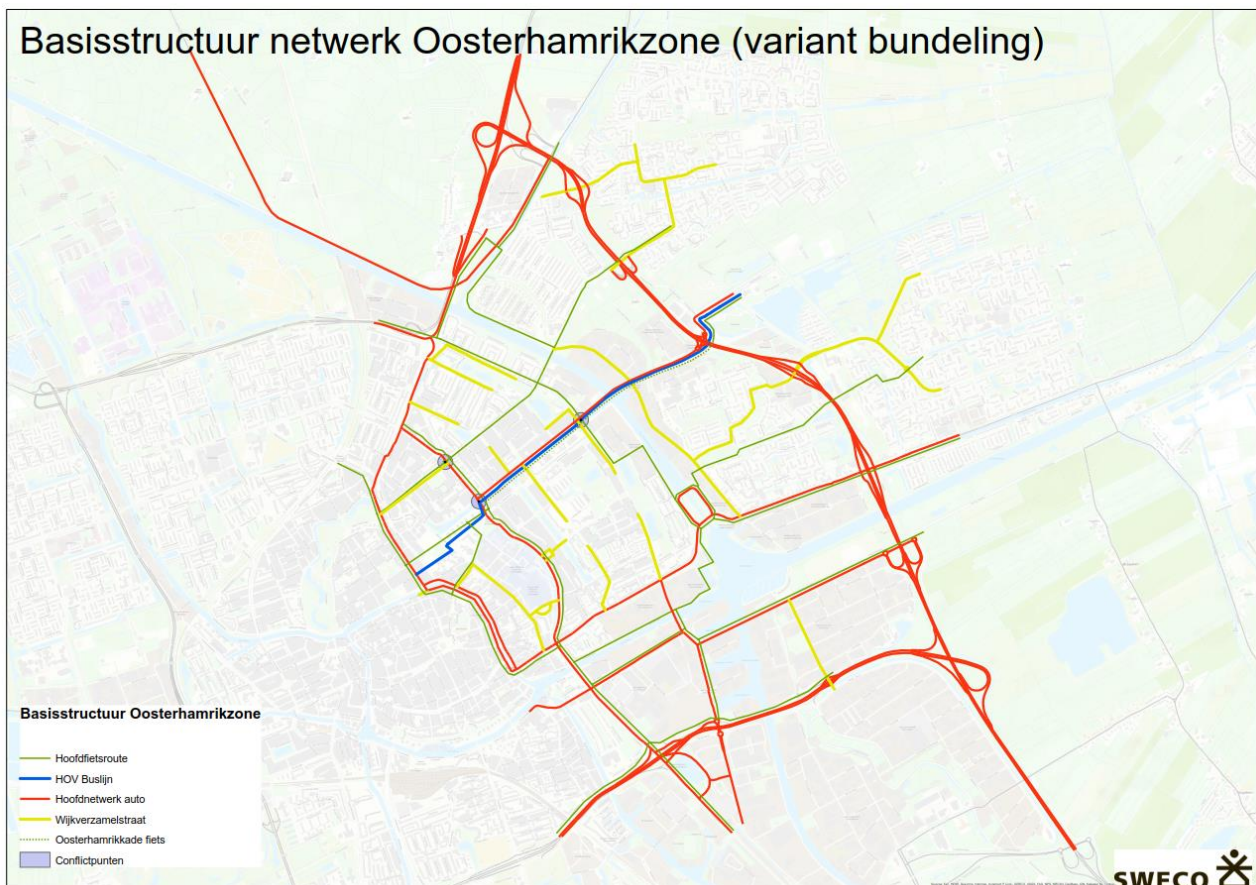 Basisstructuur netwerk Oosterhamrikzone (variant bundeling)
Basisstructuur Oosterhamrikzone
Hoofdfietsroute
HOV Buslijn
Hoofdnetwerk auto
Wijkverzamelstraat
Oosterhamrikkade fiets
Conflictpunten
SWECO